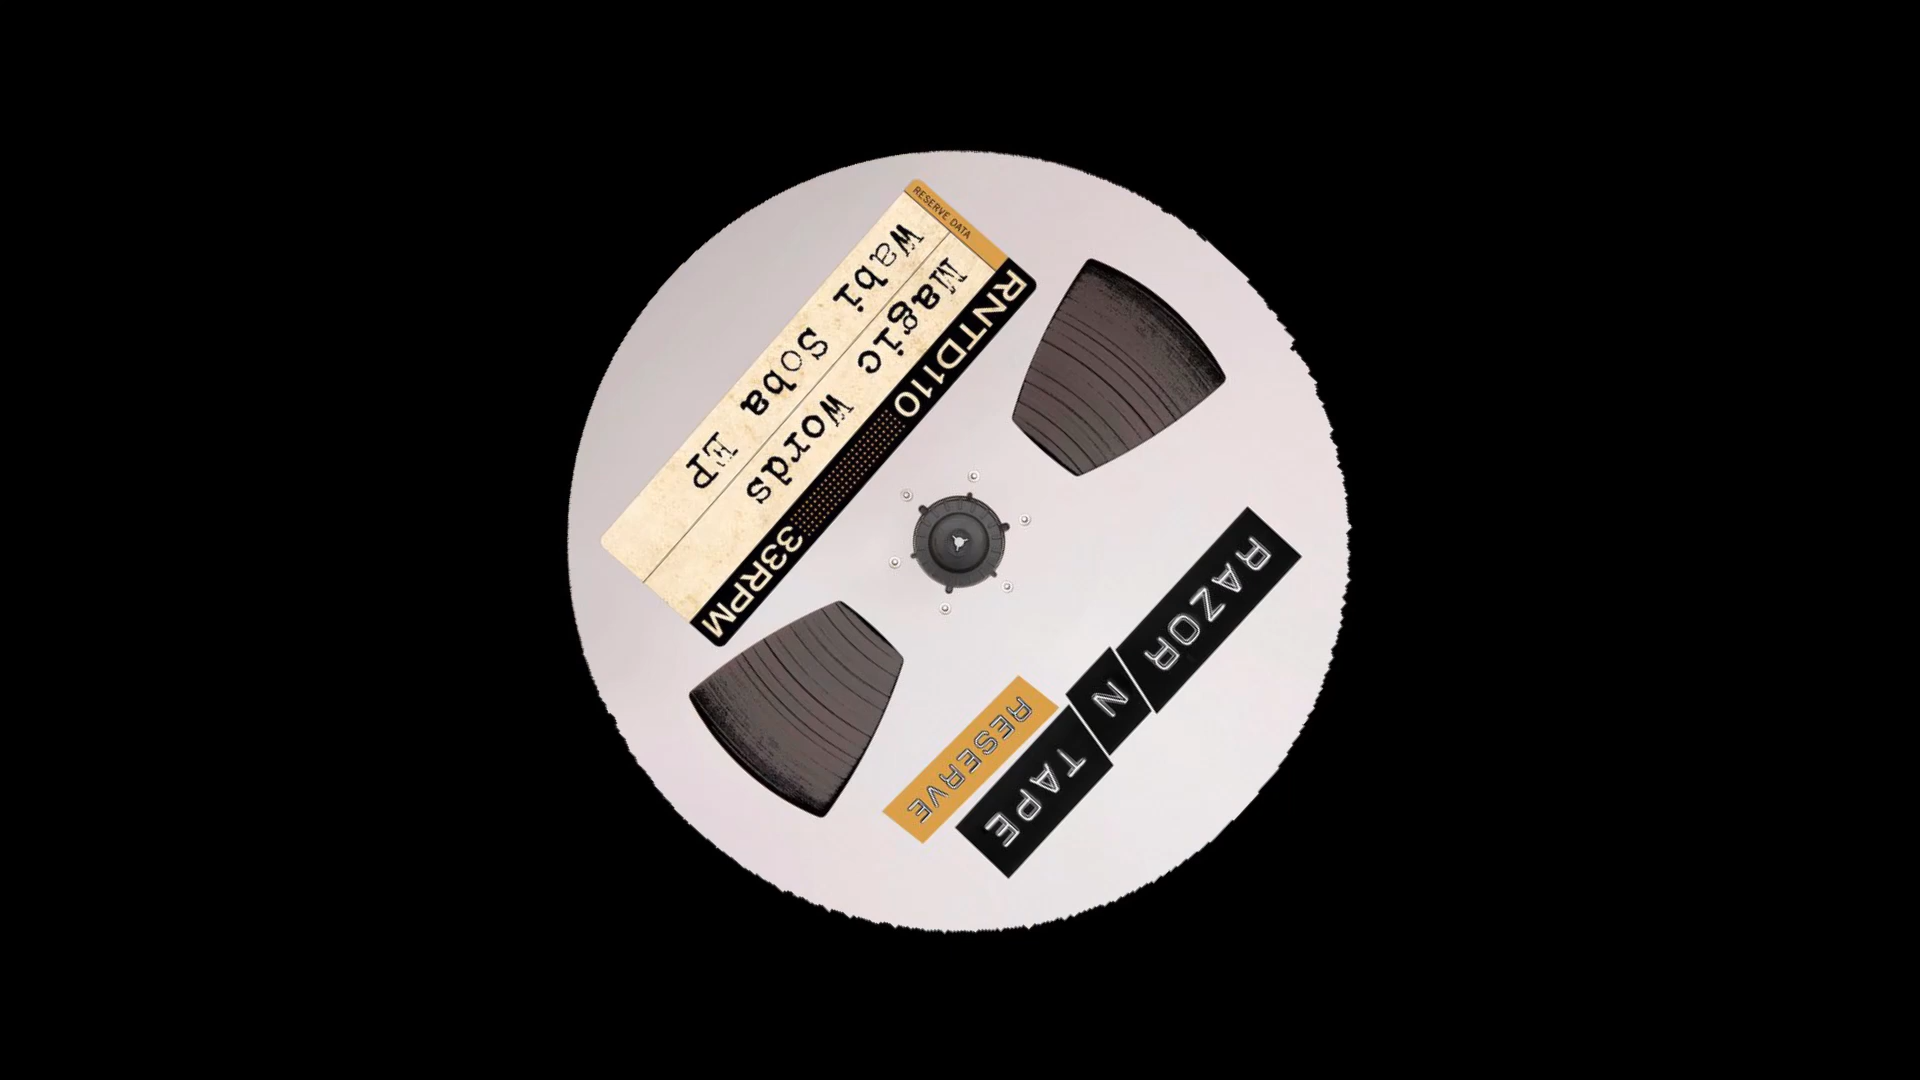 RESERVE DATA
RNTD110 33RPM
Magic Words
Wabi Soba EP
RAZOR N TAPE
RESERVE